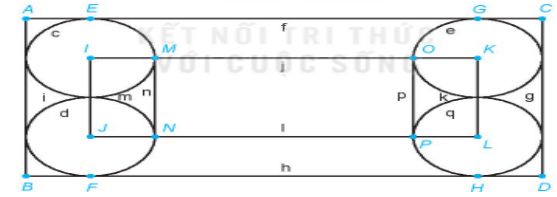 A E G C
c f e
KẾT NỐI TRI THỨC
I M O K
VỚI CUỘC SỐNG
j
i m n p k g
d q
J N l P L
h
B F H D